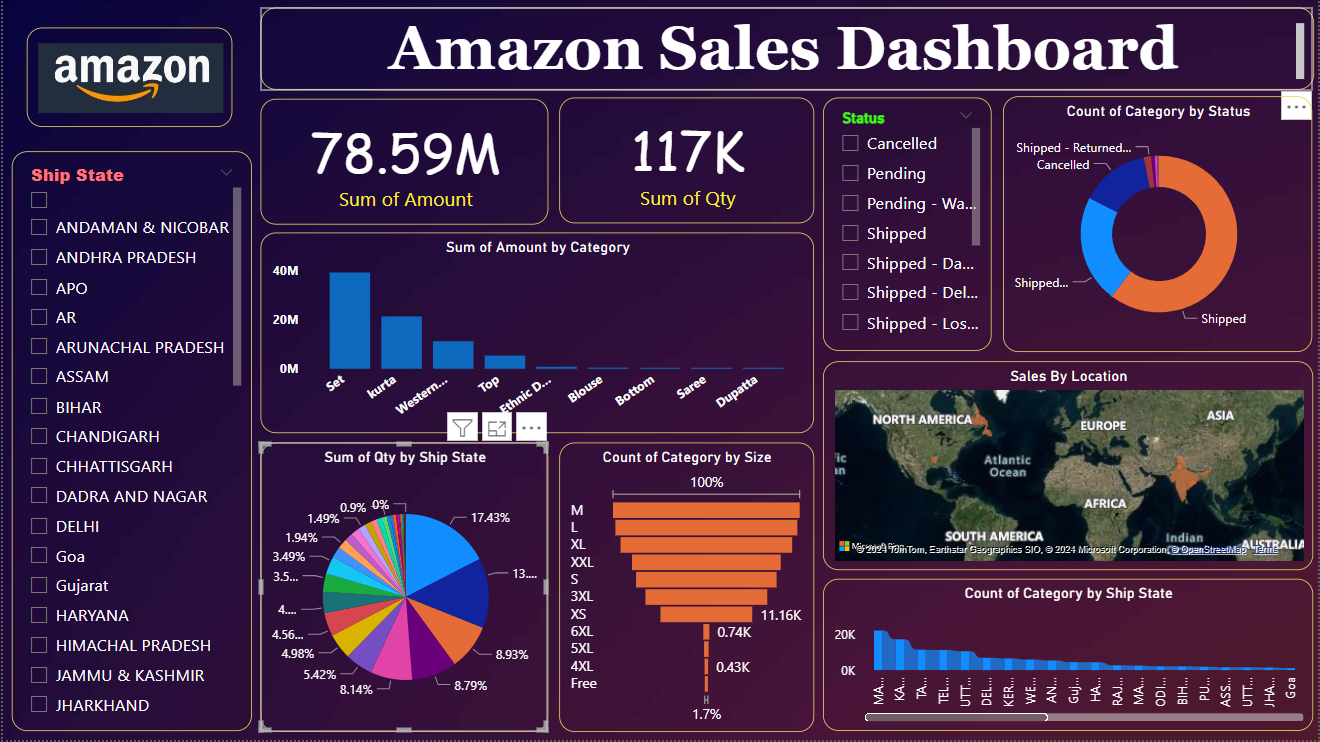 amazon
Amazon Sales Dashboard
Ship State
ANDAMAN & NICOBAR
ANDHRA PRADESH
APO
AR
ARUNACHAL PRADESH
ASSAM
BIHAR
CHANDIGARH
CHHATTISGARH
DADRA AND NAGAR
DELHI
Goa
Gujarat
HARYANA
HIMACHAL PRADESH
JAMMU & KASHMIR
JHARKHAND
78.59M
Sum of Amount
117K
Sum of Qty
Status
Cancelled
Pending
Pending - Wa...
Shipped
Shipped - Da...
Shipped - Del...
Shipped - Los...
Count of Category by Status
Shipped - Returned...
Cancelled
Shipped...
Shipped
Sum of Amount by Category
40M
20M
0M
Set
kurta
Western...
Top
Ethnic D...
Blouse
Bottom
Saree
Dupatta
Sum of Qty by Ship State
17.43%
13....
8.93%
8.79%
8.14%
5.42%
4.98%
4.56...
4....
3.5...
3.49%
1.94%
1.49%
0.9%
0%
Count of Category by Size
100%
M
L
XL
XXL
S
3XL
XS
11.16K
6XL
0.74K
5XL
4XL
0.43K
Free
1.7%
Sales By Location
NORTH AMERICA
EUROPE
ASIA
Atlantic
Ocean
AFRICA
SOUTH AMERICA
Indian
AUSTRALIA
© 2024 TomTom, Earthstar Geographics SIO, © 2024 Microsoft Corporation, © OpenStreetMap Terms
Count of Category by Ship State
20K
0K
MA...
KA...
TA...
TEL...
UTT...
DEL...
KER...
WE...
AN...
Guj...
HA...
RAJ...
MA...
ODI...
BIH...
PU...
ASS...
UTT...
JHA...
Goa